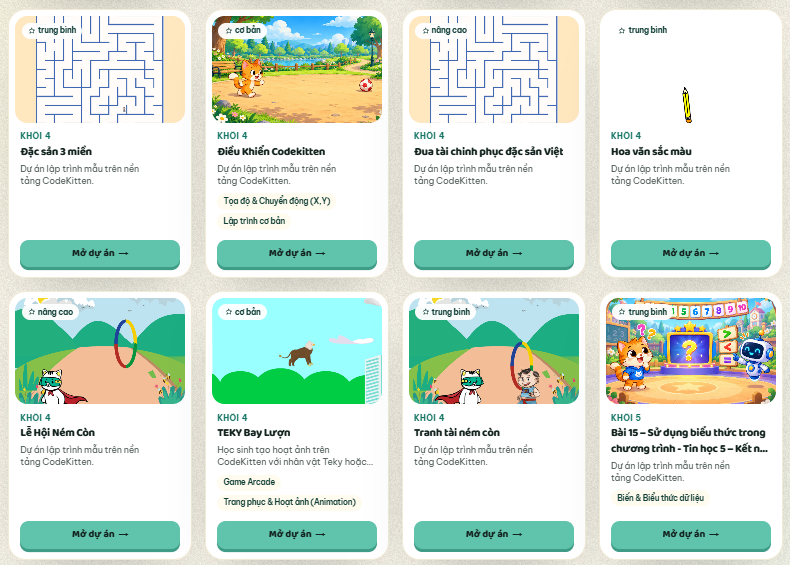 trung bình
cơ bản
nâng cao
trung bình
KHỐI 4
Đặc sản 3 miền
Dự án lập trình mẫu trên nền
tảng CodeKitten.
Mở dự án →
KHỐI 4
Điều Khiển Codekitten
Dự án lập trình mẫu trên nền
tảng CodeKitten.
Tọa độ & Chuyển động (X,Y)
Lập trình cơ bản
Mở dự án →
KHỐI 4
Đua tài chinh phục đặc sản Việt
Dự án lập trình mẫu trên nền
tảng CodeKitten.
Mở dự án →
KHỐI 4
Hoa văn sắc màu
Dự án lập trình mẫu trên nền
tảng CodeKitten.
Mở dự án →
nâng cao
cơ bản
trung bình
trung bình
1 5 6 7 8 9 10
?
KHỐI 4
Lễ Hội Ném Còn
Dự án lập trình mẫu trên nền
tảng CodeKitten.
Mở dự án →
KHỐI 4
TEKY Bay Lượn
Học sinh tạo hoạt ảnh trên
CodeKitten với nhân vật Teky hoặc...
Game Arcade
Trang phục & Hoạt ảnh (Animation)
Mở dự án →
KHỐI 4
Tranh tài ném còn
Dự án lập trình mẫu trên nền
tảng CodeKitten.
Mở dự án →
KHỐI 5
Bài 15 – Sử dụng biểu thức trong
chương trình - Tin học 5 – Kết n...
Dự án lập trình mẫu trên nền
tảng CodeKitten.
Biến & Biểu thức dữ liệu
Mở dự án →